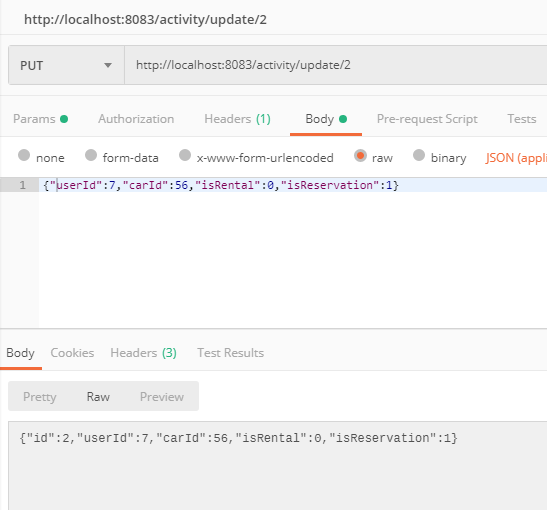 http://localhost:8083/activity/update/2
PUT http://localhost:8083/activity/update/2
Params Authorization Headers (1) Body Pre-request Script Tests
none form-data x-www-form-urlencoded raw binary JSON (appli
1 {"userId":7,"carId":56,"isRental":0,"isReservation":1}
Body Cookies Headers (3) Test Results
Pretty Raw Preview
{"id":2,"userId":7,"carId":56,"isRental":0,"isReservation":1}